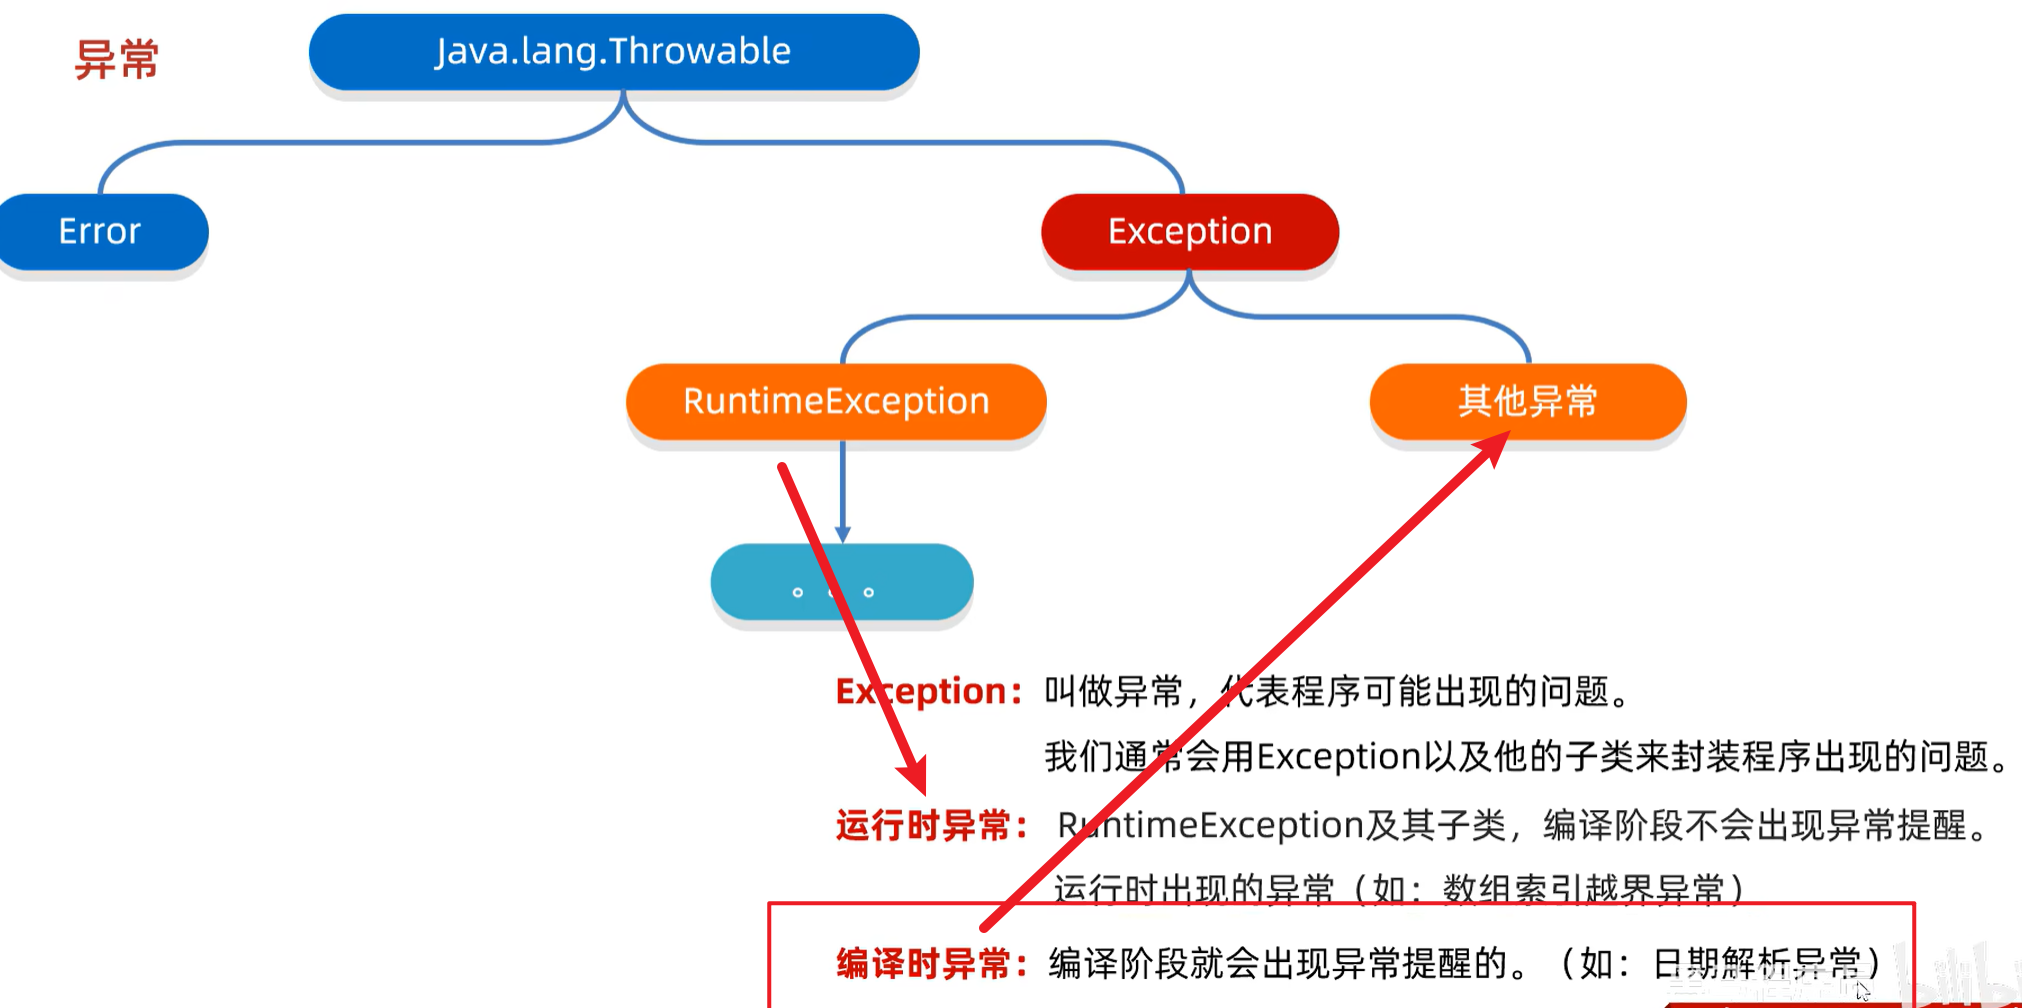 异常
Java.lang.Throwable
Error
Exception
RuntimeException
其他异常
。。。
Exception：叫做异常，代表程序可能出现的问题。
我们通常会用Exception以及他的子类来封装程序出现的问题。
运行时异常：RuntimeException及其子类，编译阶段不会出现异常提醒。
运行时出现的异常（如：数组索引越界异常）
编译时异常：编译阶段就会出现异常提醒的。（如：日期解析异常）